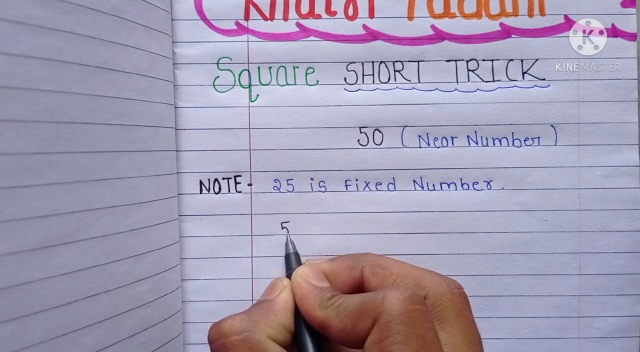 KINEMASTER
Square SHORT TRICK
50 (Near Number)
NOTE- 25 is Fixed Number.
5